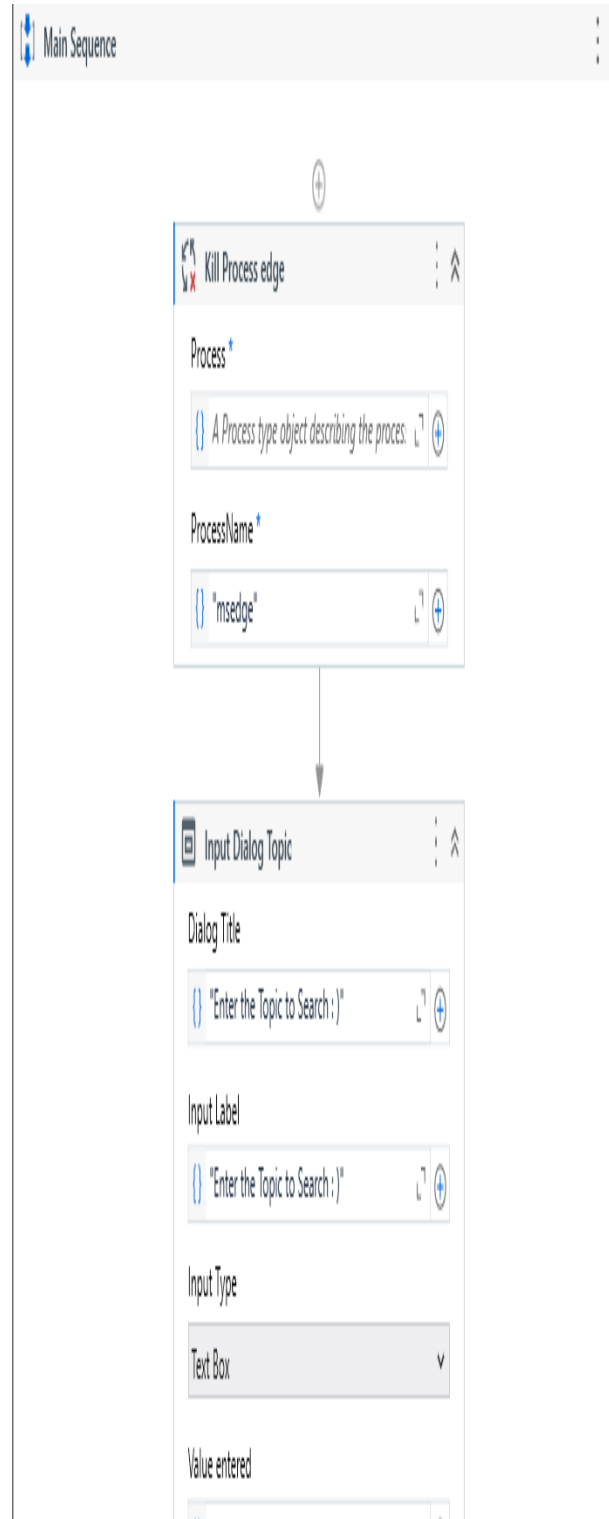 Main Sequence
Kill Process edge
Process *
A Process type object describing the proces
ProcessName *
"msedge"
Input Dialog Topic
Dialog Title
"Enter the Topic to Search : )"
Input Label
"Enter the Topic to Search : )"
Input Type
Text Box
Value entered